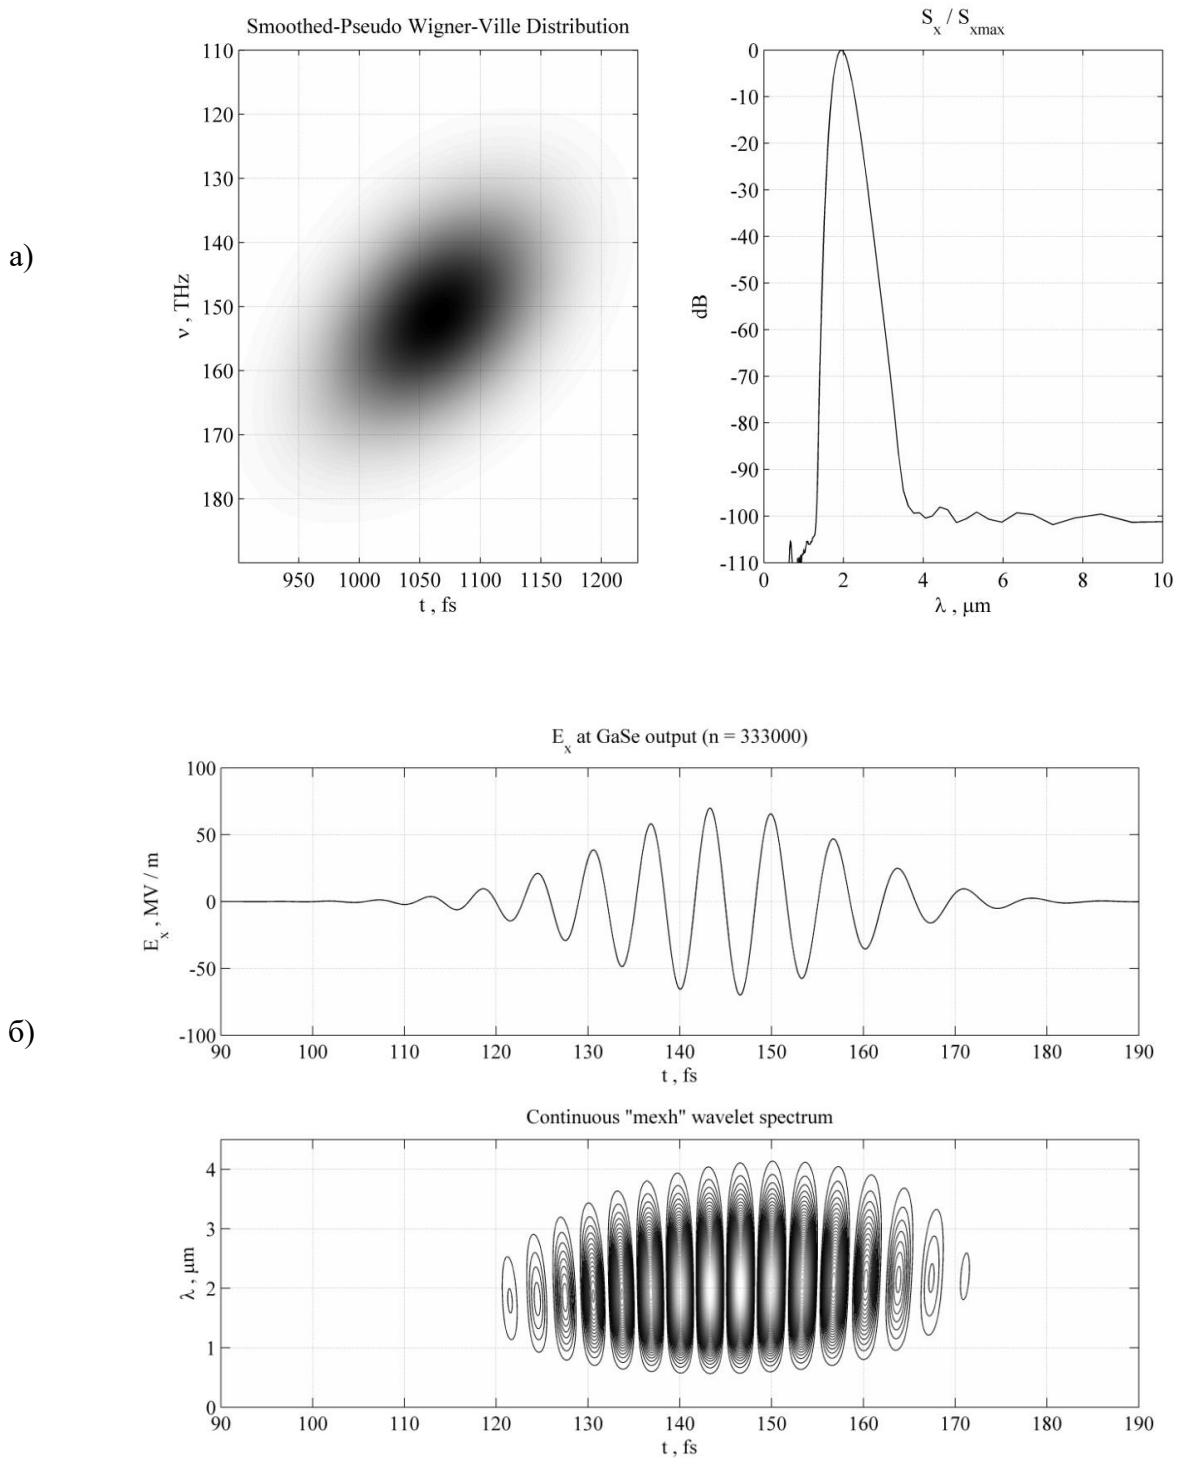 Smoothed-Pseudo Wigner-Ville Distribution
110
120
130
140
150
160
170
180
ν , THz
950 1000 1050 1100 1150 1200
t , fs
S_x / S_xmax
0
-10
-20
-30
-40
-50
-60
-70
-80
-90
-100
-110
dB
0 2 4 6 8 10
λ , μm
а)
E_x at GaSe output (n = 333000)
100
50
0
-50
-100
E_x , MV / m
90 100 110 120 130 140 150 160 170 180 190
t , fs
б)
Continuous "mexh" wavelet spectrum
4
3
2
1
0
λ , μm
90 100 110 120 130 140 150 160 170 180 190
t , fs